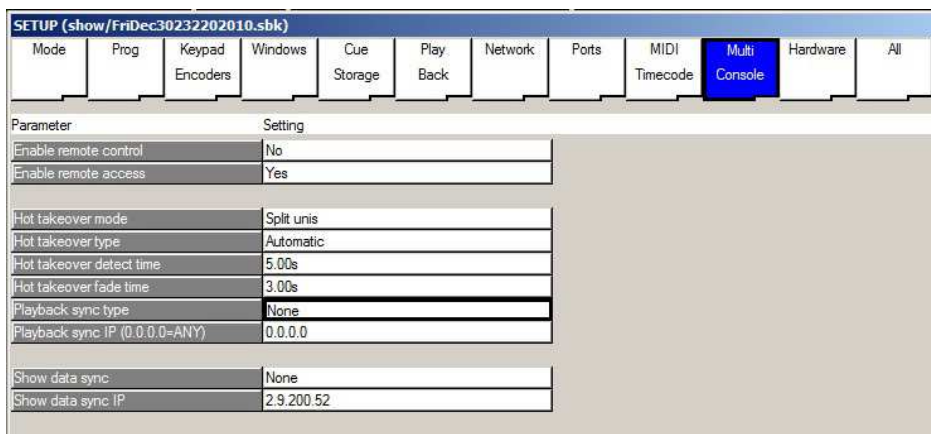 SETUP (show/FriDec30232202010.sbk)
Mode Prog Keypad Encoders Windows Cue Storage Play Back Network Ports MIDI Timecode Multi Console Hardware All
Parameter Setting
Enable remote control No
Enable remote access Yes
Hot takeover mode Split unis
Hot takeover type Automatic
Hot takeover detect time 5.00s
Hot takeover fade time 3.00s
Playback sync type None
Playback sync IP (0.0.0.0=ANY) 0.0.0.0
Show data sync None
Show data sync IP 2.9.200.52